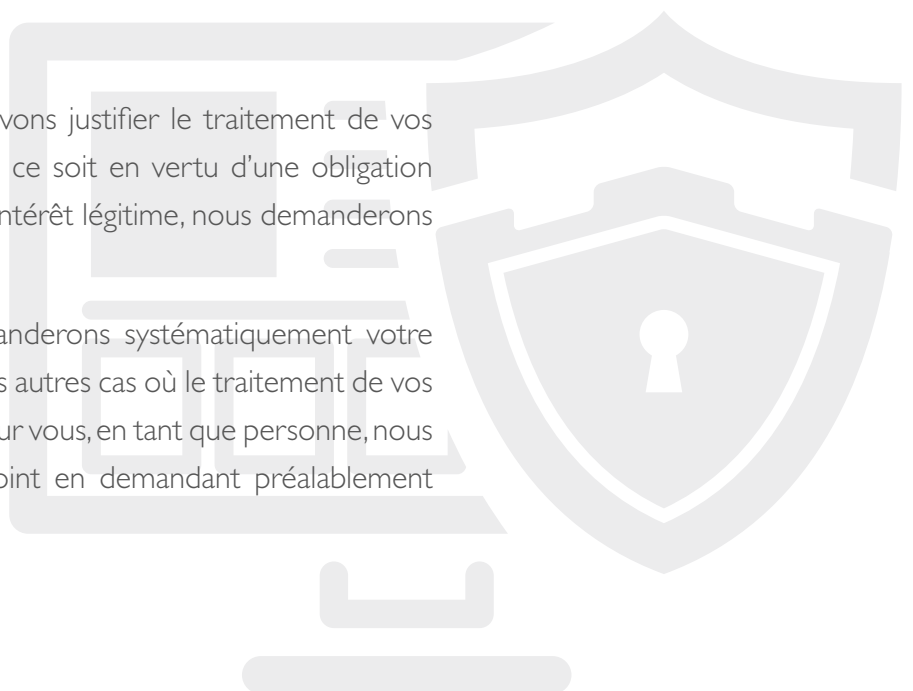 vons justifier le traitement de vos
ce soit en vertu d’une obligation
ntérêt légitime, nous demanderons
anderons systématiquement votre
s autres cas où le traitement de vos
ur vous, en tant que personne, nous
oint en demandant préalablement